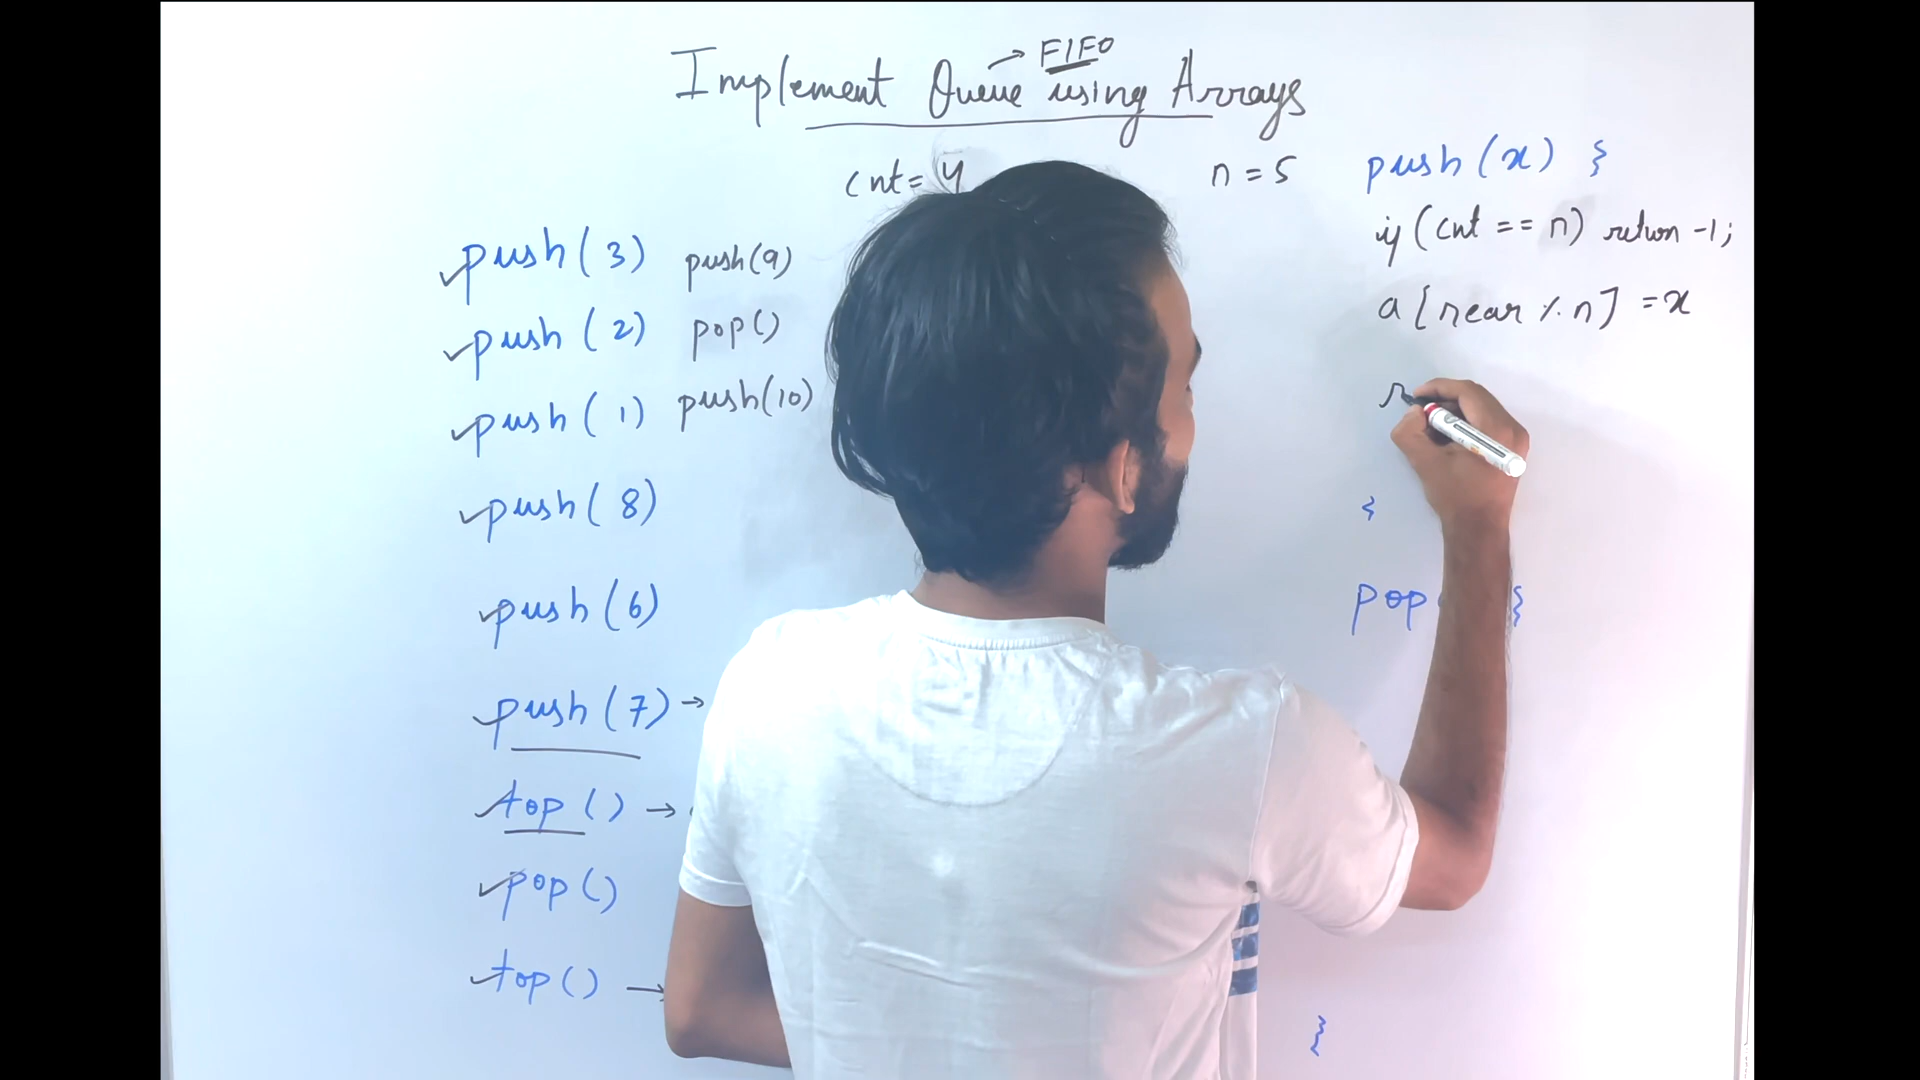 → FIFO
Implement Queue using Arrays
cnt = 4
n = 5
push(3)
push(2)
push(1)
push(8)
push(6)
push(7) →
top() →
pop()
top() →
push(9)
pop()
push(10)
push(x) {
if (cnt == n) return -1;
a[rear % n] = x
r
}
pop {
}